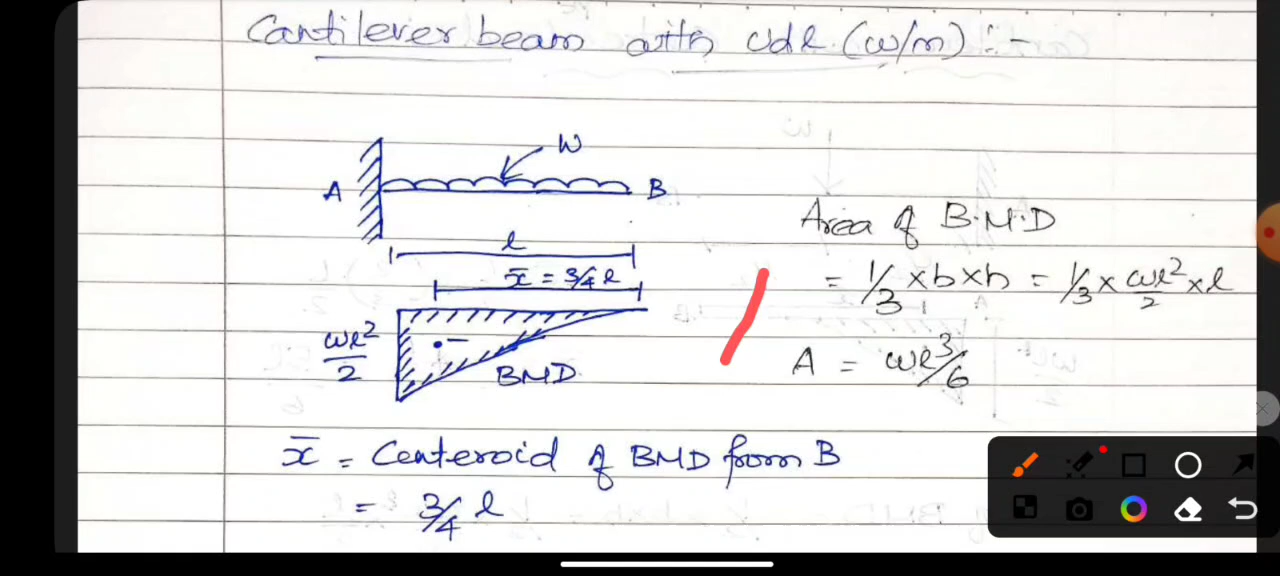 Cantilever beam with udl (w/m) :-
W
A
B
l
x̄ = 3/4 l
wl²/2
BMD
Area of B.M.D
= 1/3 × b × h = 1/3 × wl²/2 × l
A = wl³/6
x̄ = Centeroid of BMD from B
= 3/4 l